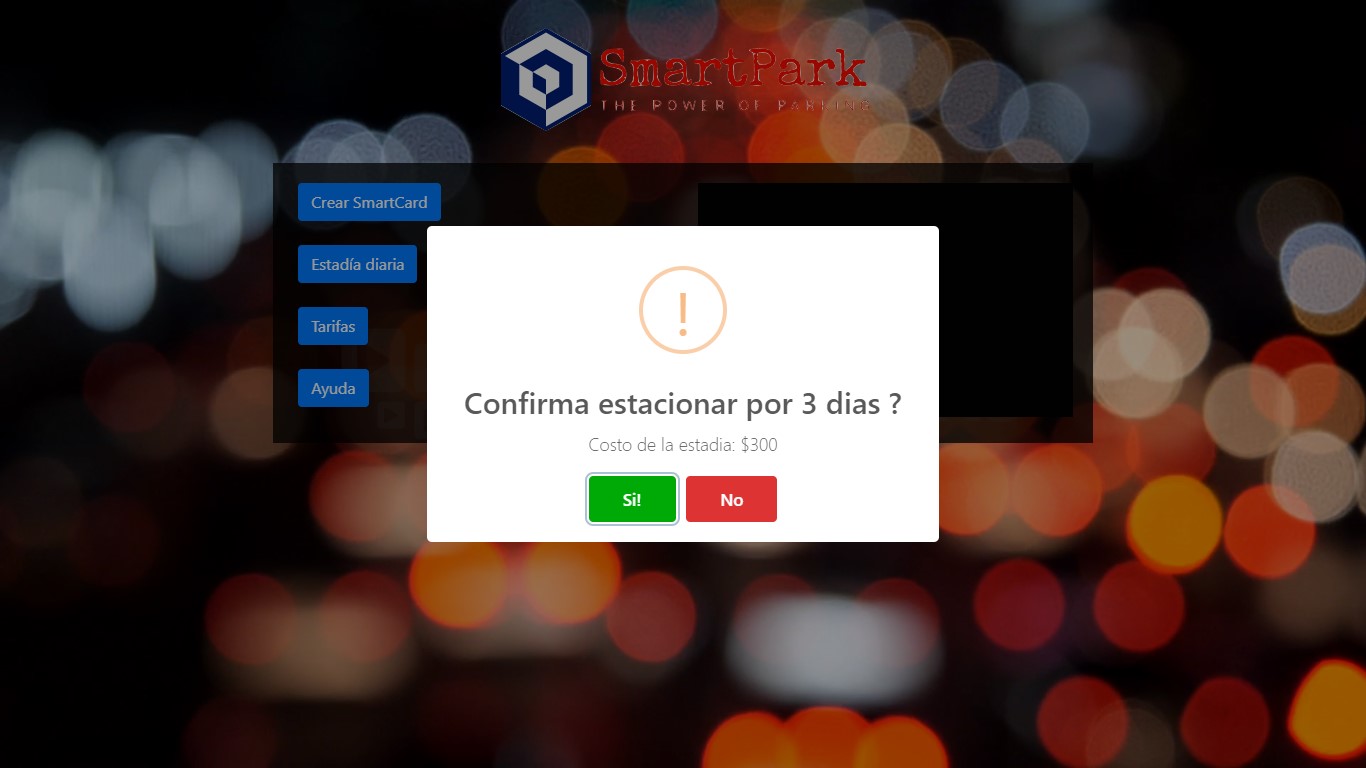 SmartPark
THE POWER OF PARKING
Crear SmartCard
Estadía diaria
Tarifas
Ayuda
!
Confirma estacionar por 3 dias ?
Costo de la estadia: $300
Si!
No